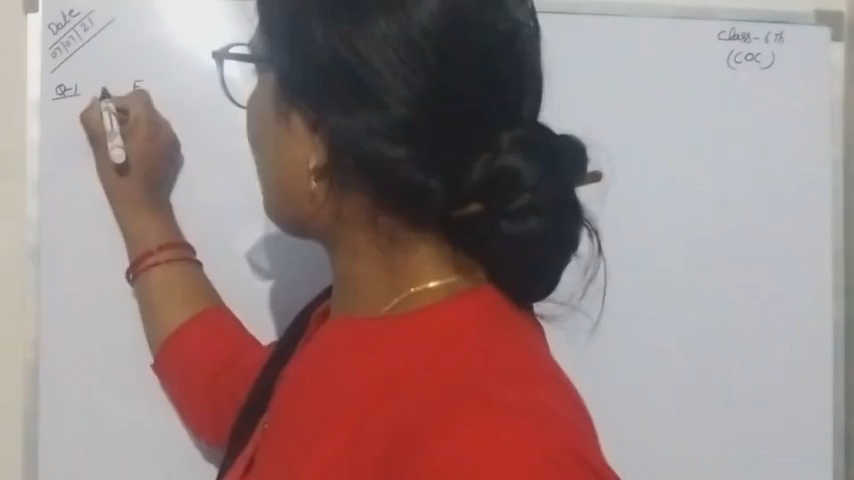 Date
07/07/21
Class-6th
(COC)
Q-1